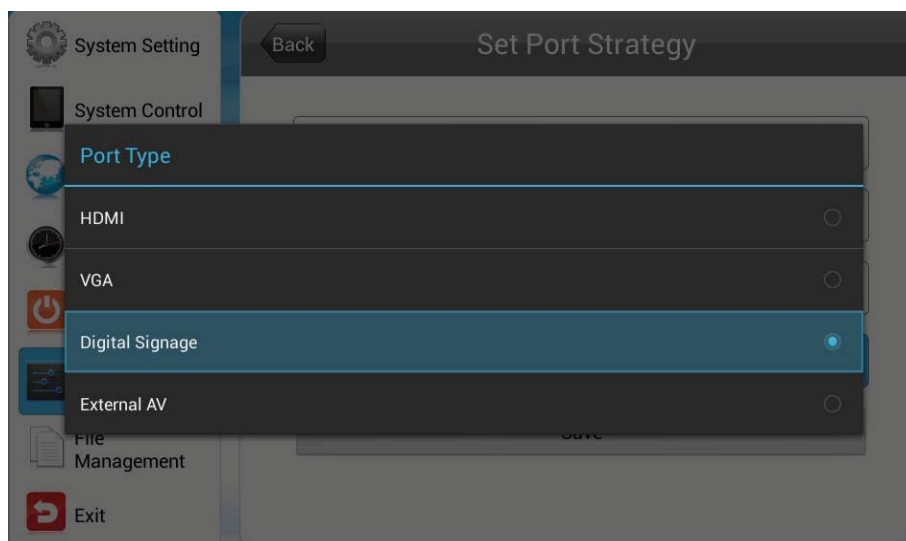 System Setting
Back
Set Port Strategy
System Control
Port Type
HDMI
VGA
Digital Signage
External AV
File
Management
Save
Exit